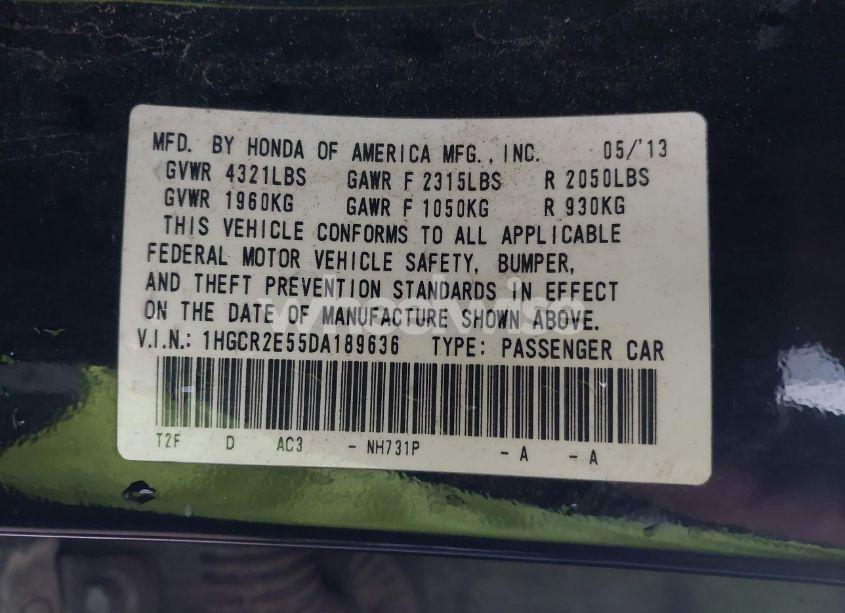 MFD. BY HONDA OF AMERICA MFG., INC. 05/'13
GVWR 4321LBS GAWR F 2315LBS R 2050LBS
GVWR 1960KG GAWR F 1050KG R 930KG
THIS VEHICLE CONFORMS TO ALL APPLICABLE
FEDERAL MOTOR VEHICLE SAFETY, BUMPER,
AND THEFT PREVENTION STANDARDS IN EFFECT
ON THE DATE OF MANUFACTURE SHOWN ABOVE.
V.I.N.: 1HGCR2E55DA189636 TYPE: PASSENGER CAR
T2F D AC3 - NH731P - A - A